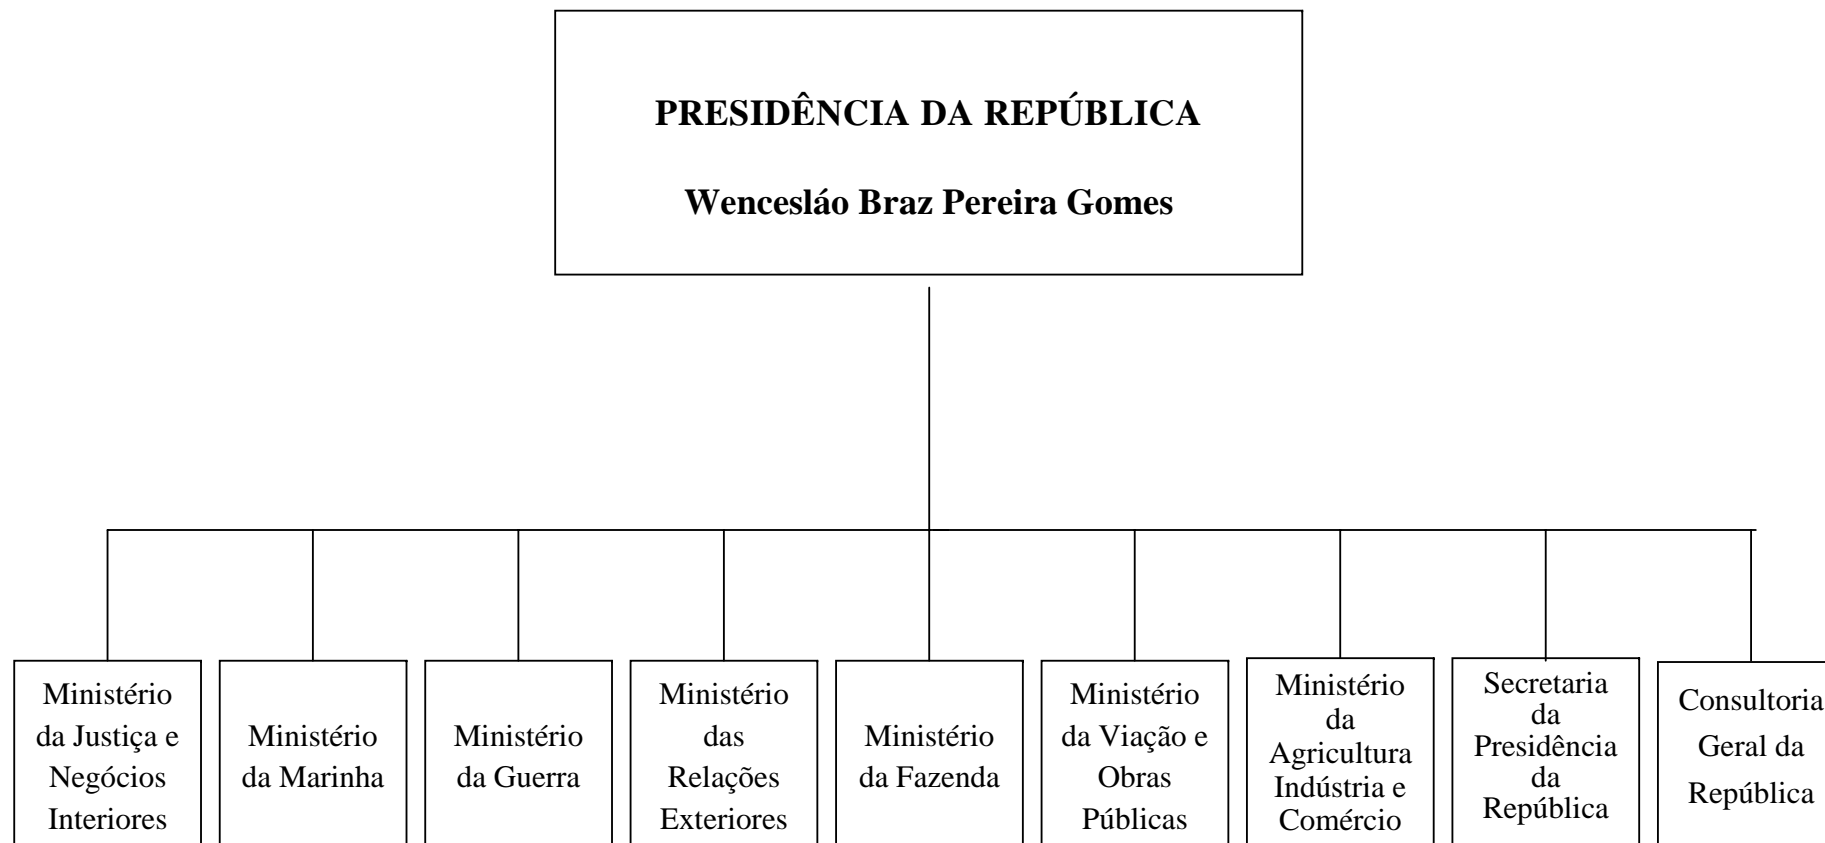 PRESIDÊNCIA DA REPÚBLICA
Wencesláo Braz Pereira Gomes
Ministério
da Justiça e
Negócios
Interiores
Ministério
da Marinha
Ministério
da Guerra
Ministério
das
Relações
Exteriores
Ministério
da Fazenda
Ministério
da Viação e
Obras
Públicas
Ministério
da
Agricultura
Indústria e
Comércio
Secretaria
da
Presidência
da
República
Consultoria
Geral da
República